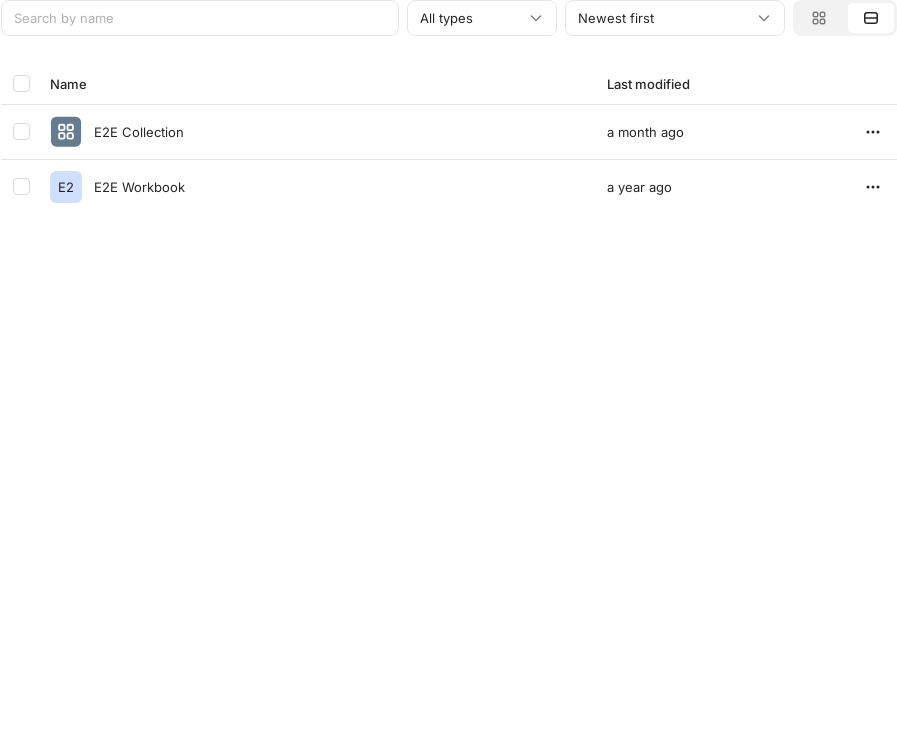 Search by name
All types
Newest first
Name
Last modified
E2E Collection
a month ago
E2
E2E Workbook
a year ago